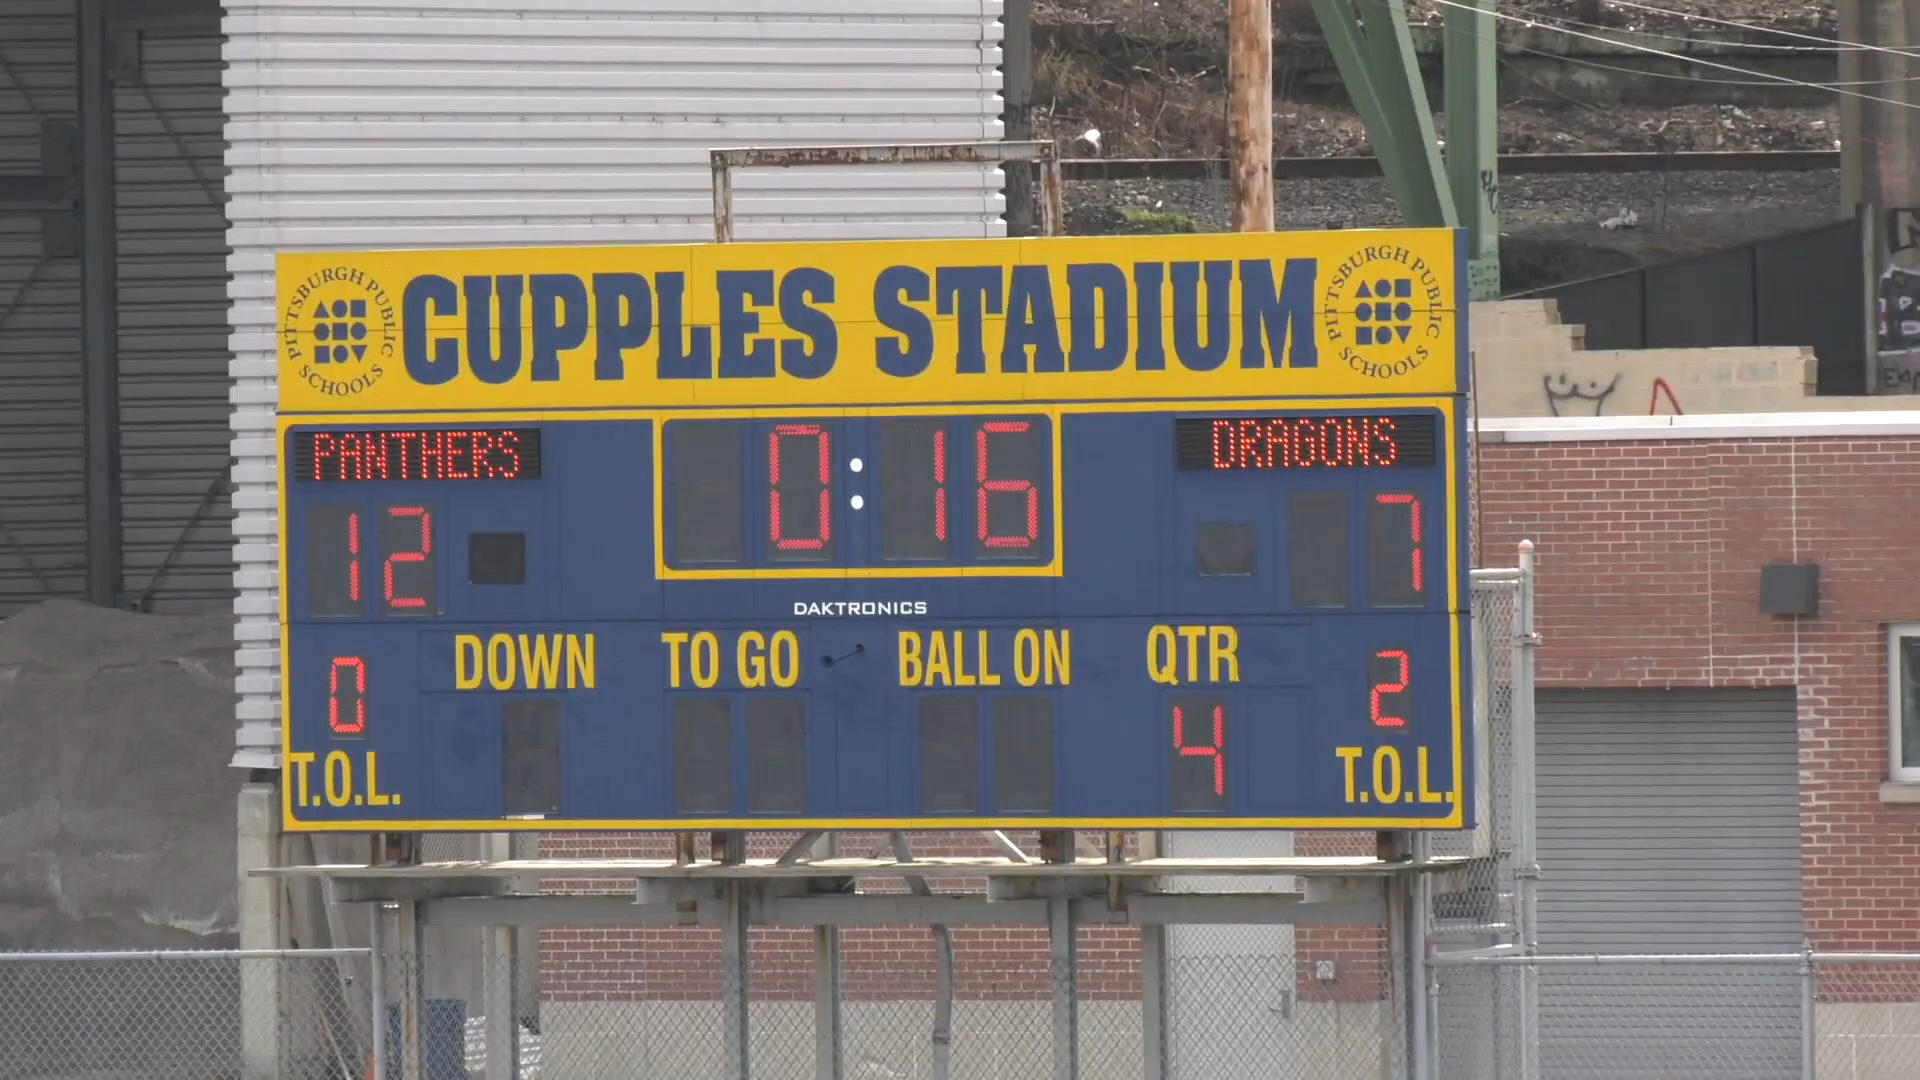 PITTSBURGH PUBLIC SCHOOLS
CUPPLES STADIUM
PITTSBURGH PUBLIC SCHOOLS
PANTHERS
0:16
DRAGONS
12
7
DAKTRONICS
DOWN TO GO BALL ON QTR
0
4
2
T.O.L.
T.O.L.